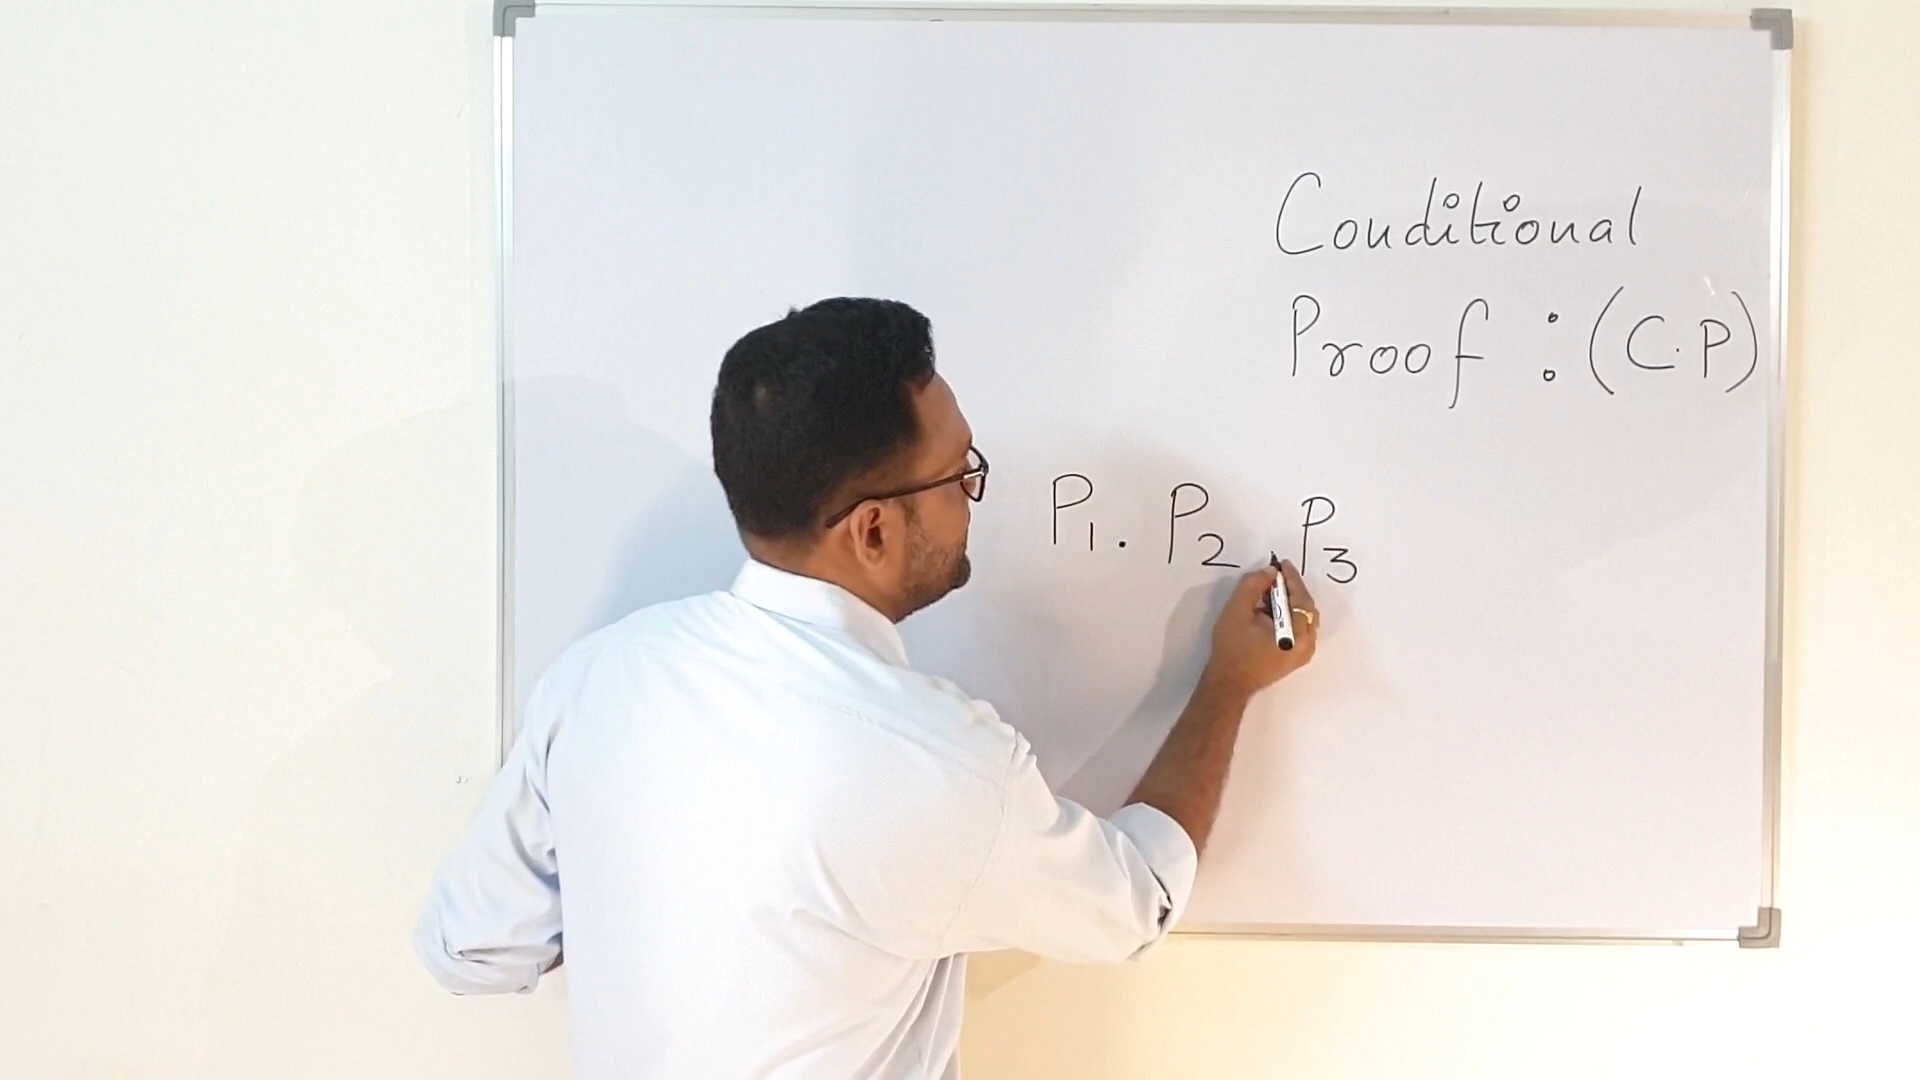 Conditional
Proof : (C.P)
P₁ . P₂ . P₃